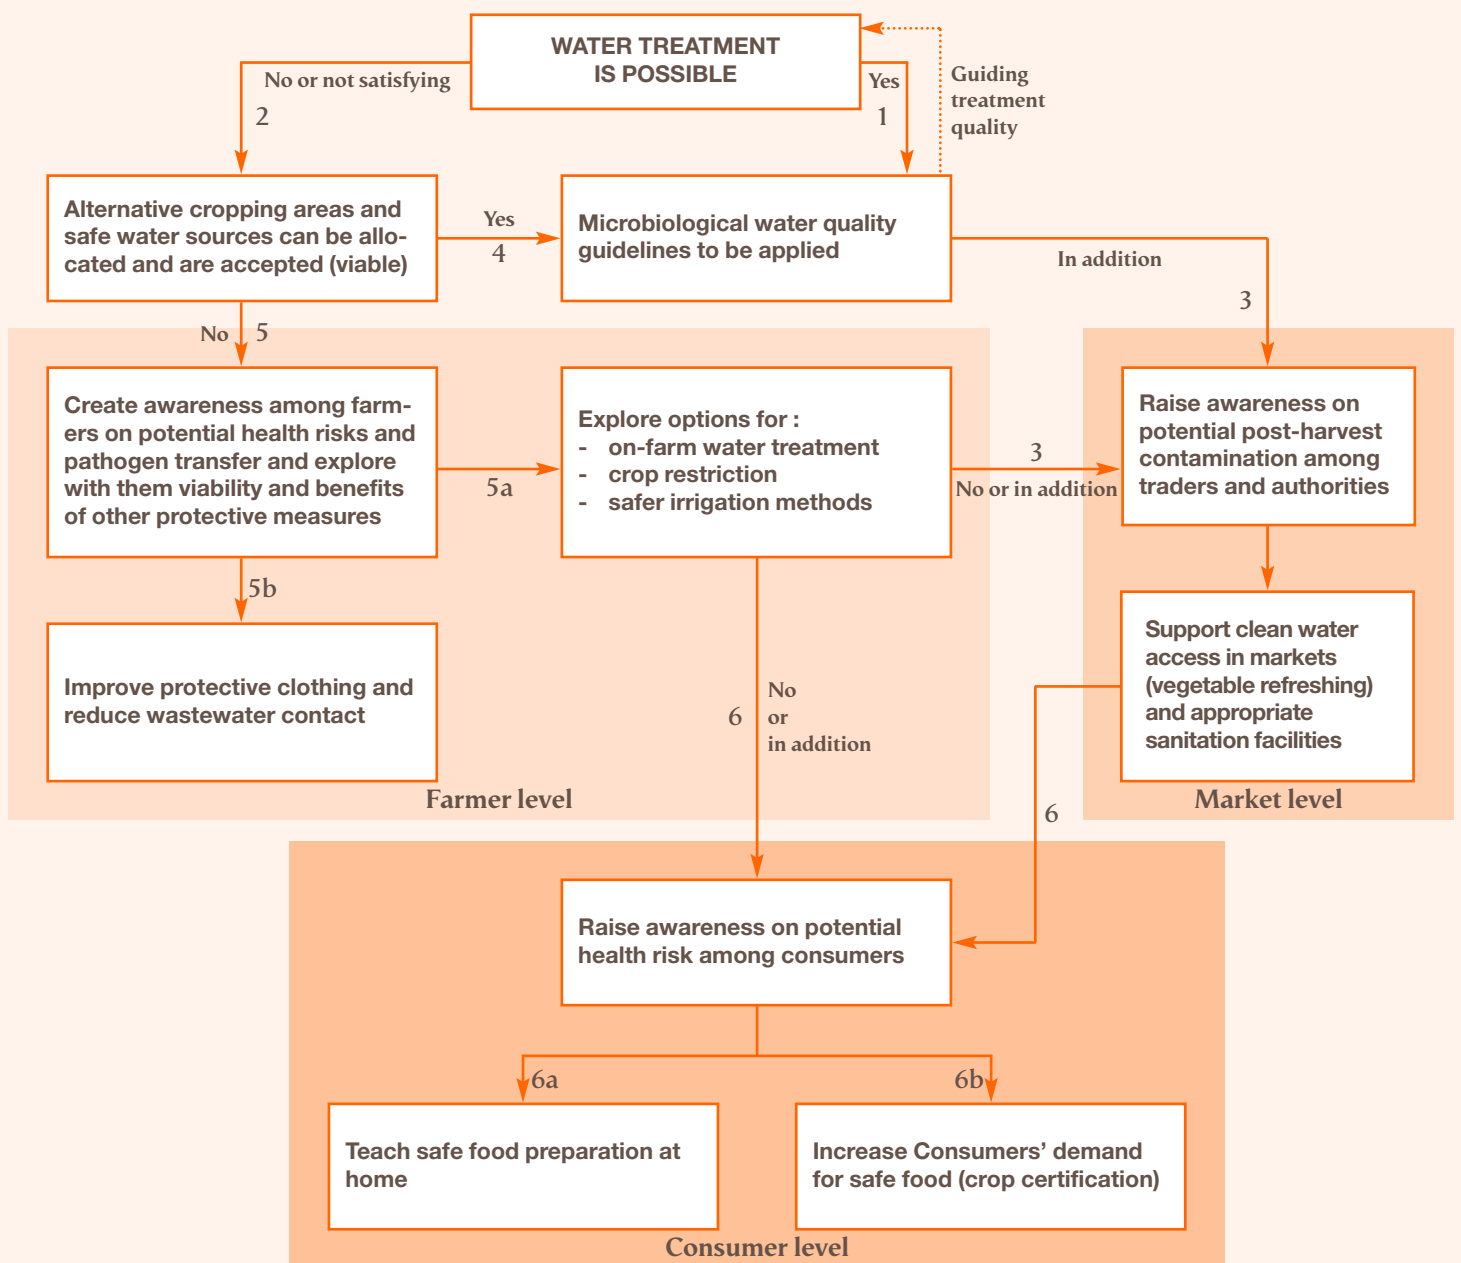 WATER TREATMENT
IS POSSIBLE
No or not satisfying
2
Yes
1
Guiding
treatment
quality
Alternative cropping areas and
safe water sources can be allo-
cated and are accepted (viable)
Yes
4
Microbiological water quality
guidelines to be applied
In addition
3
No
5
Create awareness among farm-
ers on potential health risks and
pathogen transfer and explore
with them viability and benefits
of other protective measures
5a
Explore options for :
- on-farm water treatment
- crop restriction
- safer irrigation methods
3
No or in addition
Raise awareness on
potential post-harvest
contamination among
traders and authorities
5b
Improve protective clothing and
reduce wastewater contact
6
No
or
in addition
Support clean water
access in markets
(vegetable refreshing)
and appropriate
sanitation facilities
Farmer level
Market level
6
Raise awareness on potential
health risk among consumers
6a
6b
Teach safe food preparation at
home
Increase Consumers’ demand
for safe food (crop certification)
Consumer level